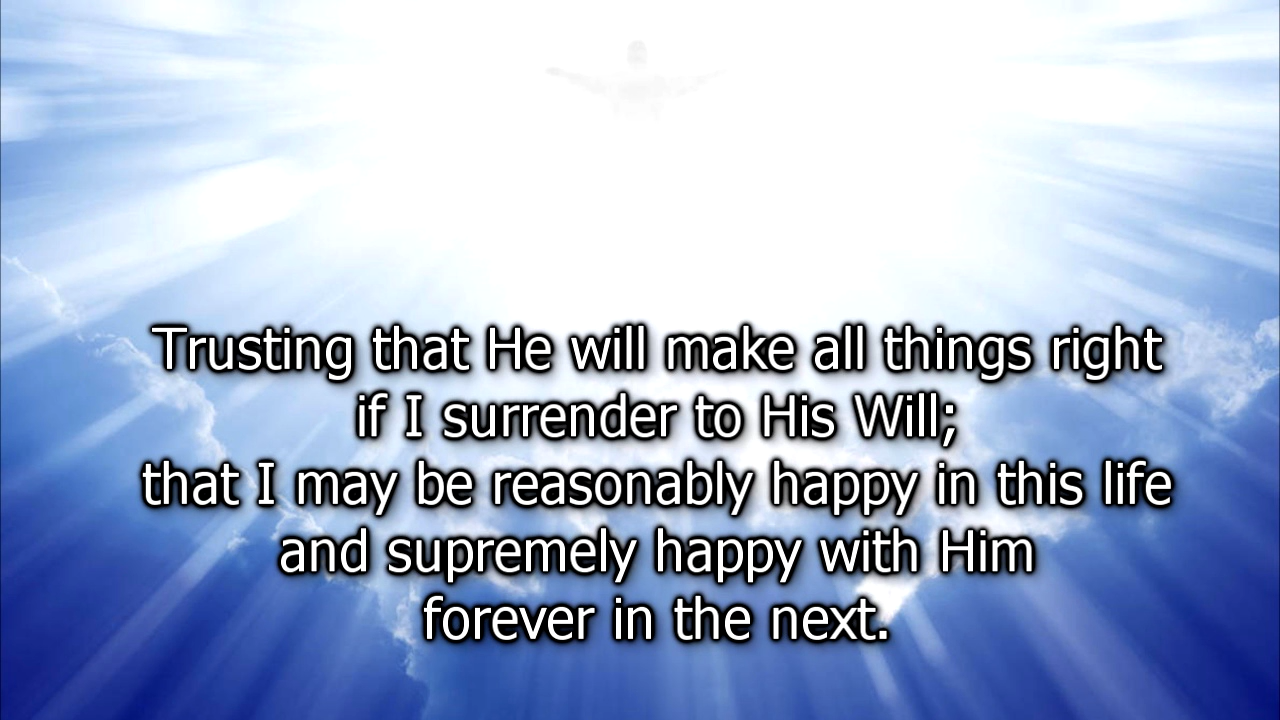 Trusting that He will make all things right
if I surrender to His Will;
that I may be reasonably happy in this life
and supremely happy with Him
forever in the next.